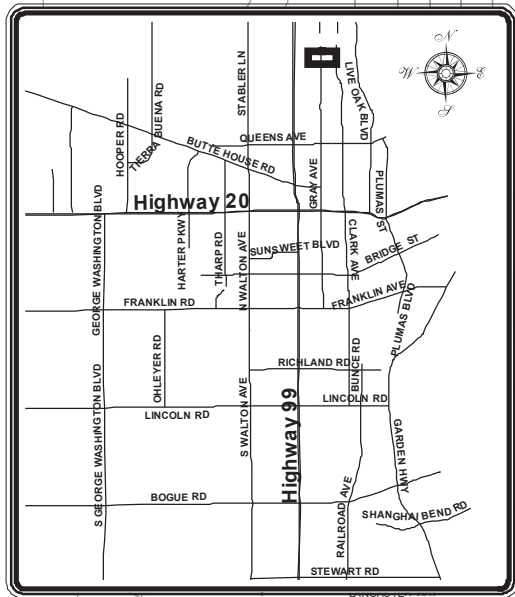 N
W E
S
HOOPER RD
TIERRA BUENA RD
STABLER LN
LIVE OAK BLVD
QUEENS AVE
BUTTE HOUSE RD
GRAY AVE
PLUMAS ST
Highway 20
GEORGE WASHINGTON BLVD
HARTER PKWY
THARP RD
N WALTON AVE
SUNSWEET BLVD
CLARK AVE
BRIDGE ST
FRANKLIN RD
FRANKLIN AVE
PLUMAS BLVD
OHLEYER RD
RICHLAND RD
BUNCE RD
S GEORGE WASHINGTON BLVD
S WALTON AVE
Highway 99
LINCOLN RD
LINCOLN RD
GARDEN HWY
BOGUE RD
RAILROAD AVE
SHANGHAI BEND RD
STEWART RD